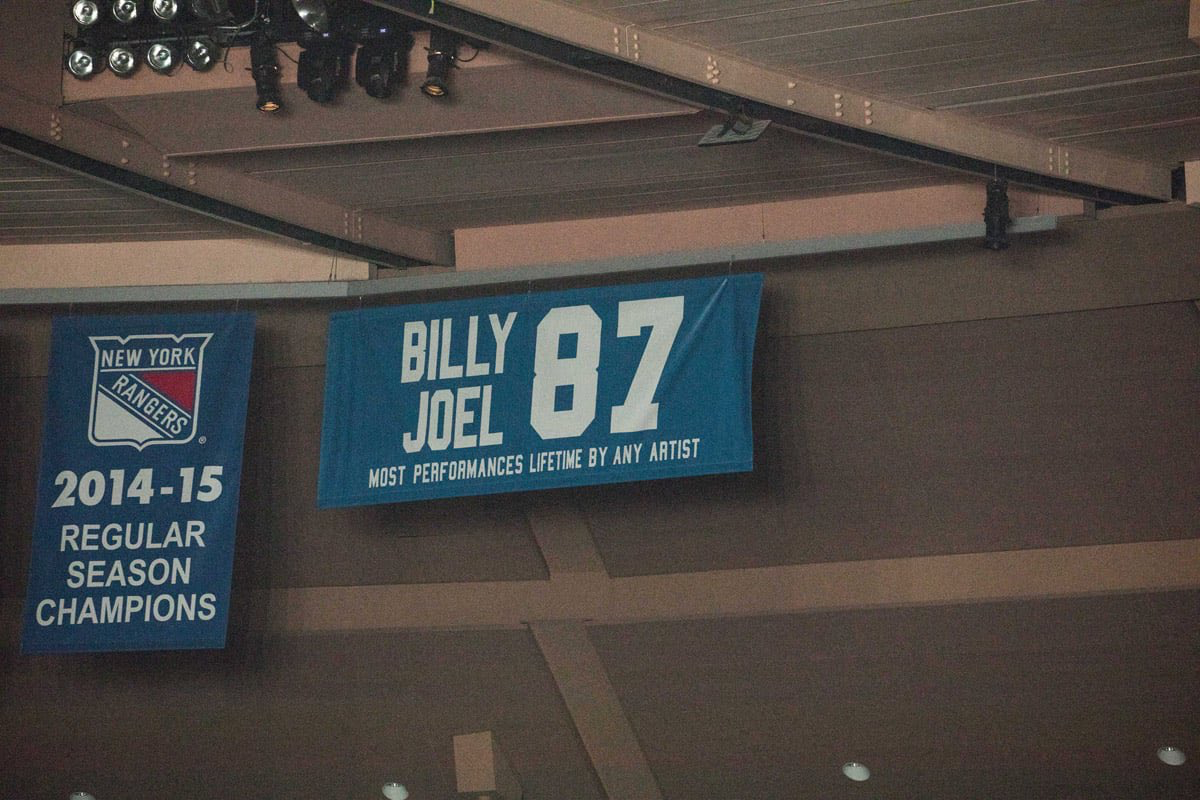 NEW YORK
RANGERS
®
2014-15
REGULAR
SEASON
CHAMPIONS
BILLY
JOEL
87
MOST PERFORMANCES LIFETIME BY ANY ARTIST